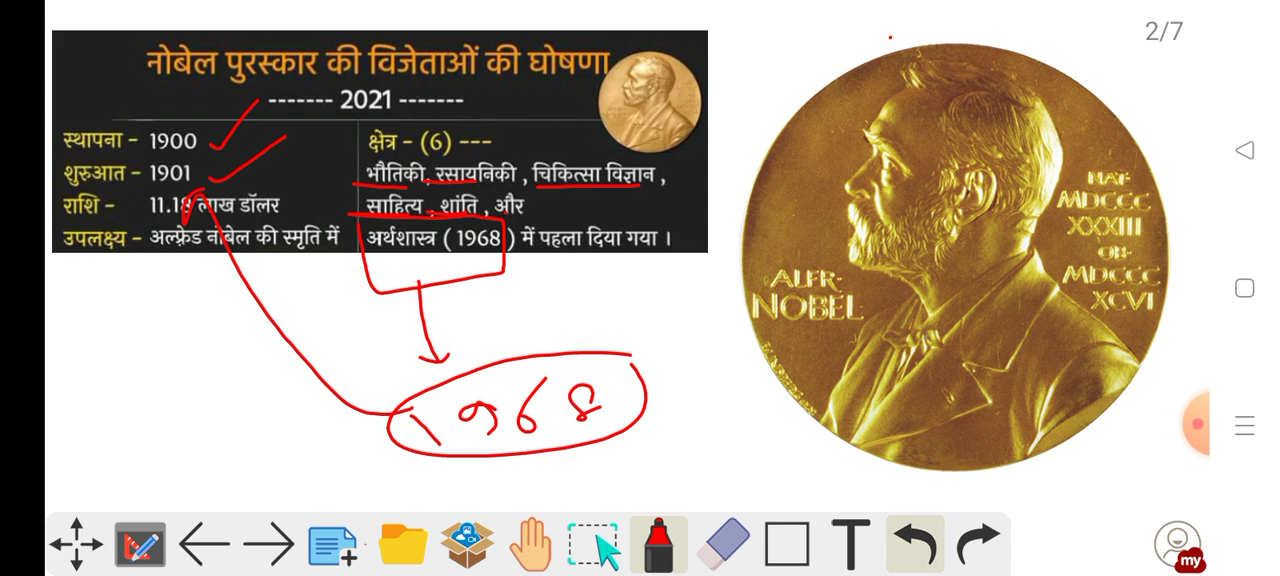 2/7
नोबेल पुरस्कार की विजेताओं की घोषणा
------- 2021 -------
स्थापना - 1900
शुरुआत - 1901
राशि - 11.18 लाख डॉलर
उपलक्ष्य - अल्फ्रेड नोबेल की स्मृति में
क्षेत्र - (6) ---
भौतिकी, रसायनिकी , चिकित्सा विज्ञान ,
साहित्य , शांति , और
अर्थशास्त्र ( 1968 ) में पहला दिया गया ।
1968
ALFR·
NOBEL
NAT·
MDCCC
XXXIII
OB·
MDCCC
XCVI
T
my